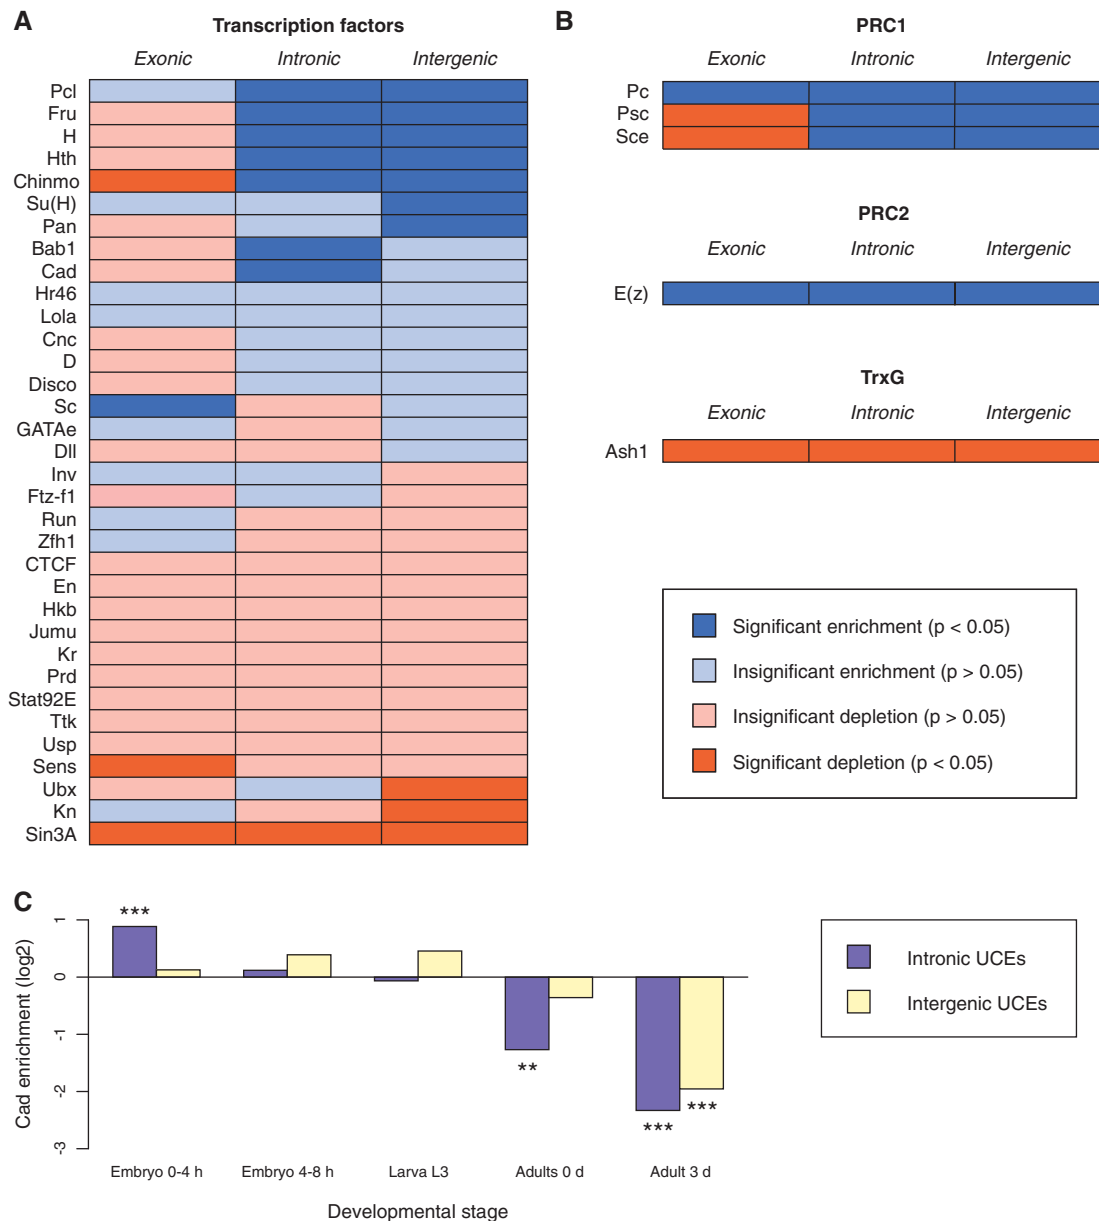 A
Transcription factors
Exonic Intronic Intergenic
Pcl
Fru
H
Hth
Chinmo
Su(H)
Pan
Bab1
Cad
Hr46
Lola
Cnc
D
Disco
Sc
GATAe
Dll
Inv
Ftz-f1
Run
Zfh1
CTCF
En
Hkb
Jumu
Kr
Prd
Stat92E
Ttk
Usp
Sens
Ubx
Kn
Sin3A
B
PRC1
Exonic Intronic Intergenic
Pc
Psc
Sce
PRC2
Exonic Intronic Intergenic
E(z)
TrxG
Exonic Intronic Intergenic
Ash1
Significant enrichment (p < 0.05)
Insignificant enrichment (p > 0.05)
Insignificant depletion (p > 0.05)
Significant depletion (p < 0.05)
C
Cad enrichment (log2)
1
0
-1
-2
-3
***
**
***
***
Embryo 0-4 h Embryo 4-8 h Larva L3 Adults 0 d Adult 3 d
Developmental stage
Intronic UCEs
Intergenic UCEs